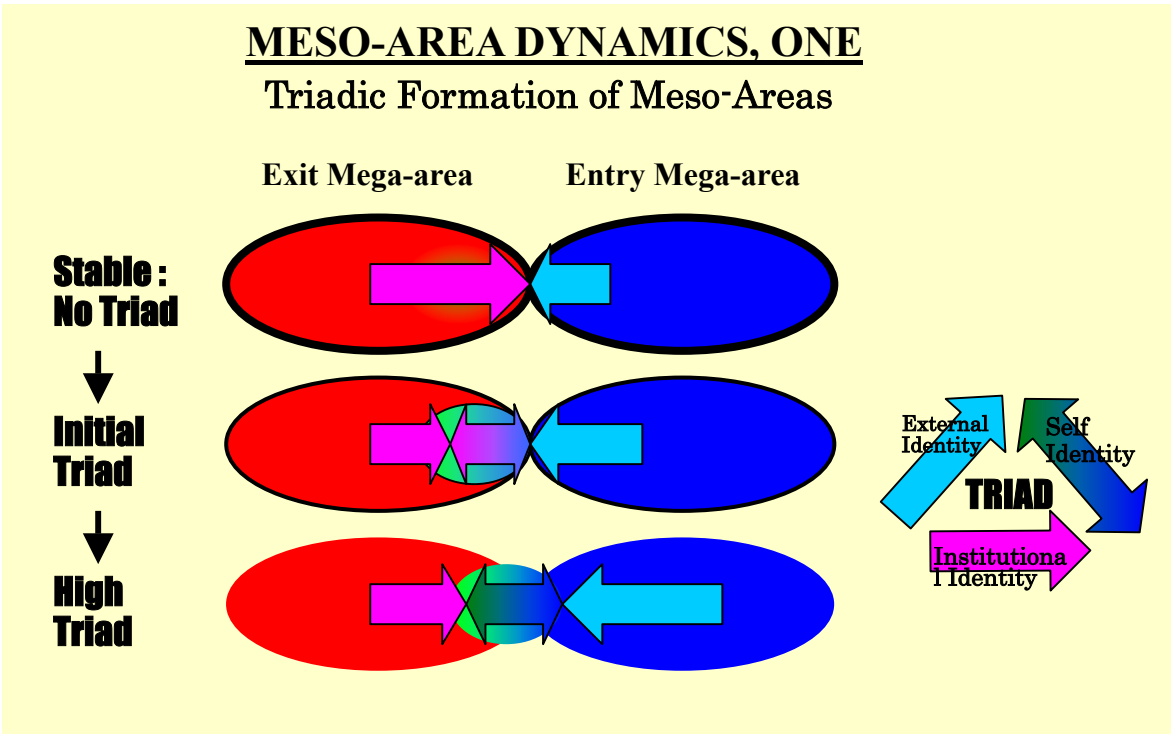 MESO-AREA DYNAMICS, ONE
Triadic Formation of Meso-Areas
Exit Mega-area
Entry Mega-area
Stable :
No Triad
Initial
Triad
High
Triad
External
Identity
Self
Identity
TRIAD
Institutiona
l Identity